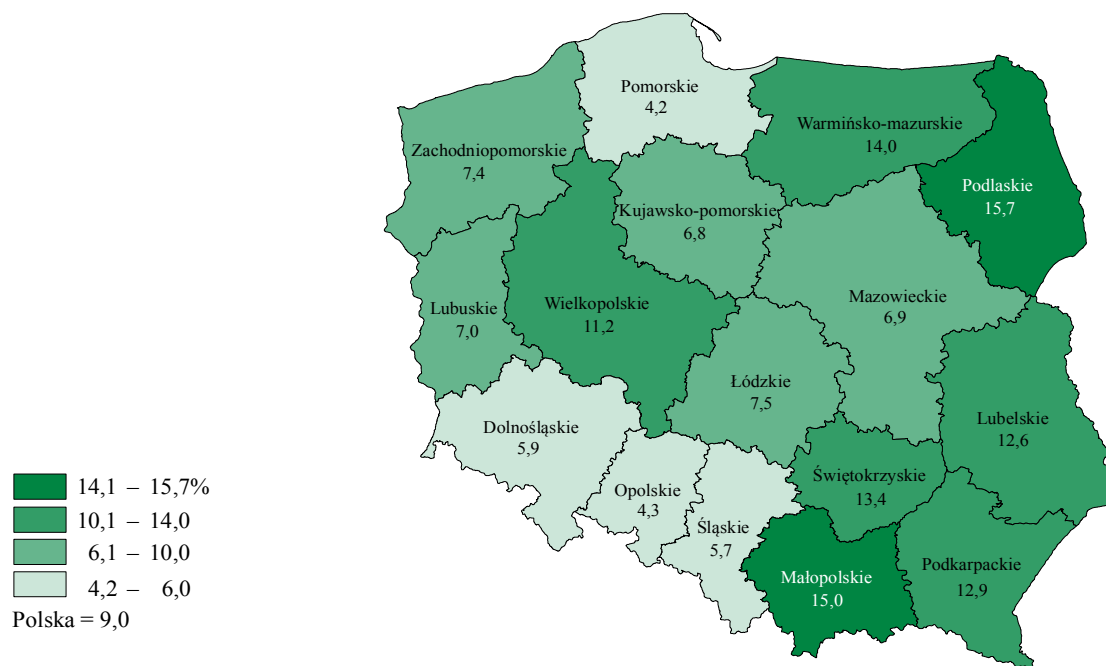 Pomorskie
4,2
Warmińsko-mazurskie
14,0
Zachodniopomorskie
7,4
Podlaskie
15,7
Kujawsko-pomorskie
6,8
Mazowieckie
6,9
Wielkopolskie
11,2
Lubuskie
7,0
Łódzkie
7,5
Lubelskie
12,6
Dolnośląskie
5,9
Świętokrzyskie
13,4
Opolskie
4,3
Śląskie
5,7
Podkarpackie
12,9
Małopolskie
15,0
14,1 – 15,7%
10,1 – 14,0
6,1 – 10,0
4,2 – 6,0
Polska = 9,0